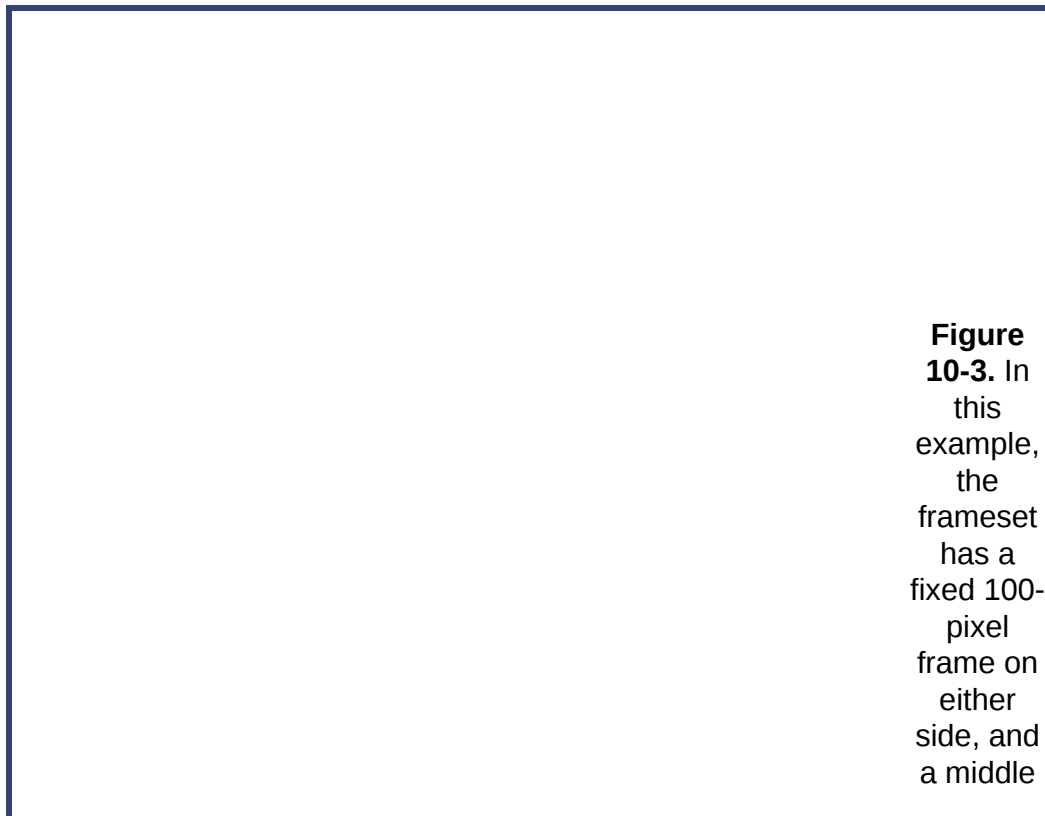 Figure
10-3. In
this
example,
the
frameset
has a
fixed 100-
pixel
frame on
either
side, and
a middle